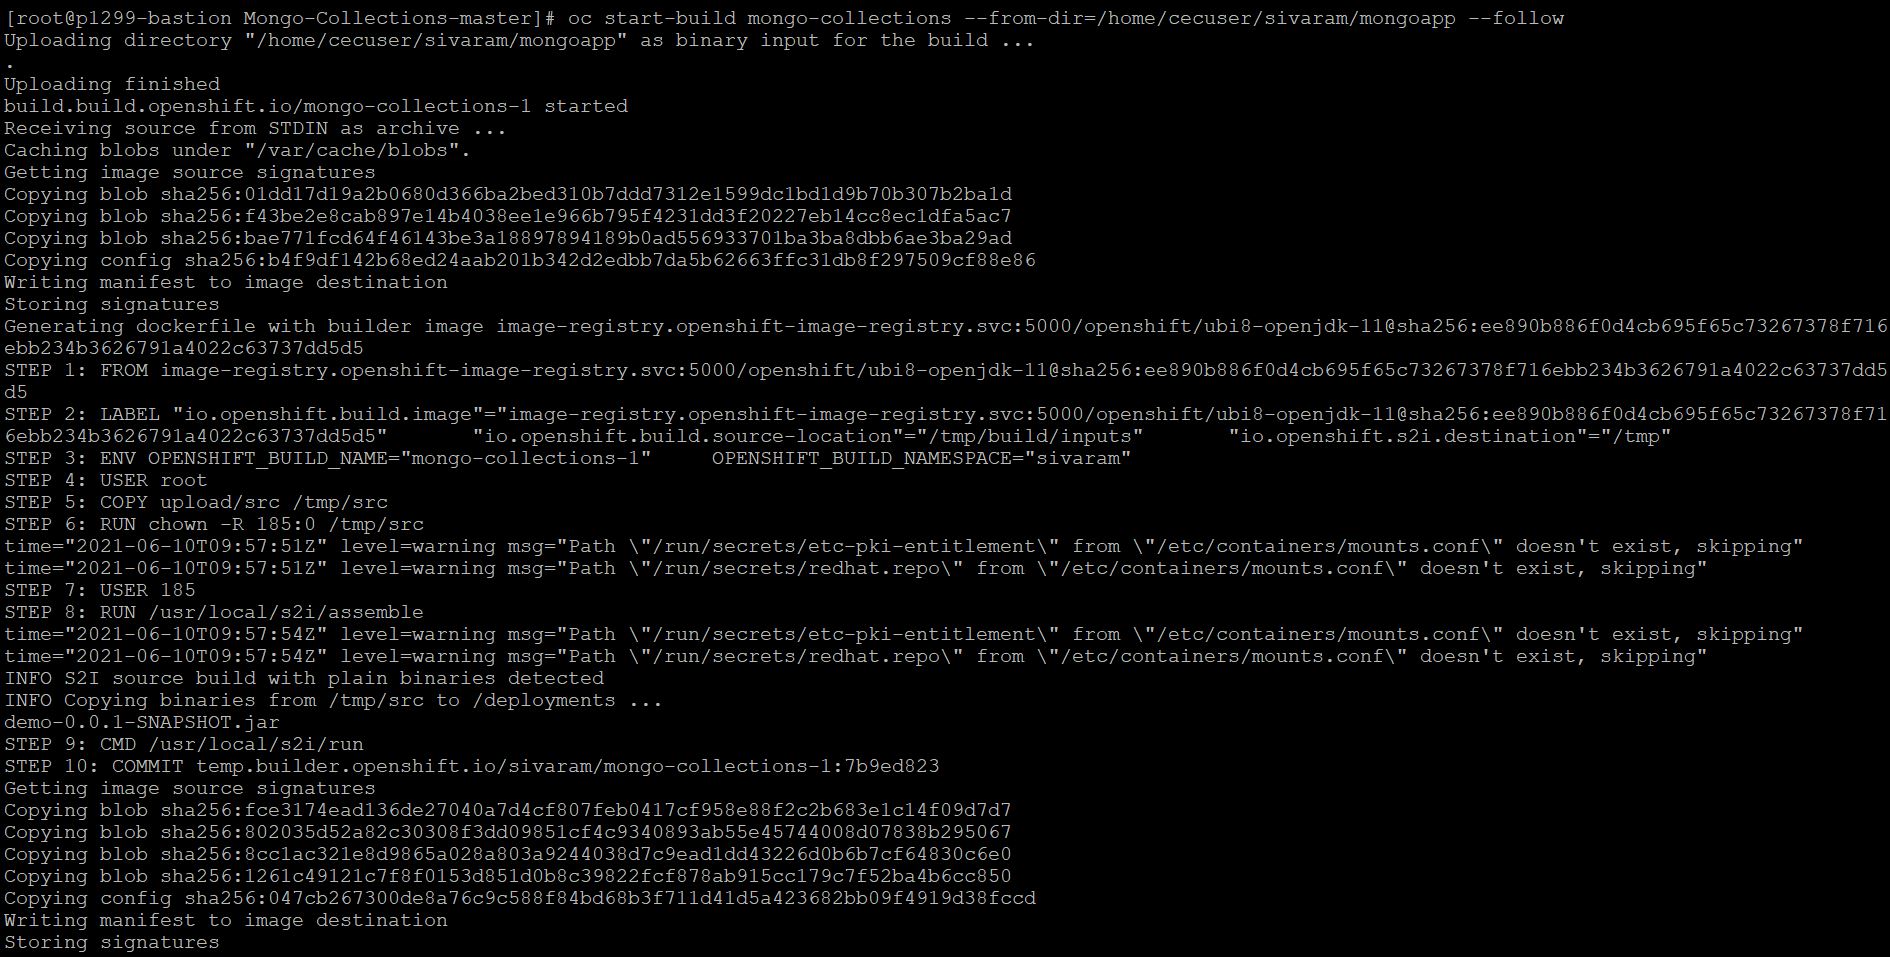 [root@p1299-bastion Mongo-Collections-master]# oc start-build mongo-collections --from-dir=/home/cecuser/sivaram/mongoapp --follow
Uploading directory "/home/cecuser/sivaram/mongoapp" as binary input for the build ...
.
Uploading finished
build.build.openshift.io/mongo-collections-1 started
Receiving source from STDIN as archive ...
Caching blobs under "/var/cache/blobs".
Getting image source signatures
Copying blob sha256:01dd17d19a2b0680d366ba2bed310b7ddd7312e1599dc1bd1d9b70b307b2ba1d
Copying blob sha256:f43be2e8cab897e14b4038ee1e966b795f4231dd3f20227eb14cc8ec1dfa5ac7
Copying blob sha256:bae771fcd64f46143be3a18897894189b0ad556933701ba3ba8dbb6ae3ba29ad
Copying config sha256:b4f9df142b68ed24aab201b342d2edbb7da5b62663ffc31db8f297509cf88e86
Writing manifest to image destination
Storing signatures
Generating dockerfile with builder image image-registry.openshift-image-registry.svc:5000/openshift/ubi8-openjdk-11@sha256:ee890b886f0d4cb695f65c73267378f716
ebb234b3626791a4022c63737dd5d5
STEP 1: FROM image-registry.openshift-image-registry.svc:5000/openshift/ubi8-openjdk-11@sha256:ee890b886f0d4cb695f65c73267378f716ebb234b3626791a4022c63737dd5
d5
STEP 2: LABEL "io.openshift.build.image"="image-registry.openshift-image-registry.svc:5000/openshift/ubi8-openjdk-11@sha256:ee890b886f0d4cb695f65c73267378f71
6ebb234b3626791a4022c63737dd5d5"       "io.openshift.build.source-location"="/tmp/build/inputs"       "io.openshift.s2i.destination"="/tmp"
STEP 3: ENV OPENSHIFT_BUILD_NAME="mongo-collections-1"     OPENSHIFT_BUILD_NAMESPACE="sivaram"
STEP 4: USER root
STEP 5: COPY upload/src /tmp/src
STEP 6: RUN chown -R 185:0 /tmp/src
time="2021-06-10T09:57:51Z" level=warning msg="Path \"/run/secrets/etc-pki-entitlement\" from \"/etc/containers/mounts.conf\" doesn't exist, skipping"
time="2021-06-10T09:57:51Z" level=warning msg="Path \"/run/secrets/redhat.repo\" from \"/etc/containers/mounts.conf\" doesn't exist, skipping"
STEP 7: USER 185
STEP 8: RUN /usr/local/s2i/assemble
time="2021-06-10T09:57:54Z" level=warning msg="Path \"/run/secrets/etc-pki-entitlement\" from \"/etc/containers/mounts.conf\" doesn't exist, skipping"
time="2021-06-10T09:57:54Z" level=warning msg="Path \"/run/secrets/redhat.repo\" from \"/etc/containers/mounts.conf\" doesn't exist, skipping"
INFO S2I source build with plain binaries detected
INFO Copying binaries from /tmp/src to /deployments ...
demo-0.0.1-SNAPSHOT.jar
STEP 9: CMD /usr/local/s2i/run
STEP 10: COMMIT temp.builder.openshift.io/sivaram/mongo-collections-1:7b9ed823
Getting image source signatures
Copying blob sha256:fce3174ead136de27040a7d4cf807feb0417cf958e88f2c2b683e1c14f09d7d7
Copying blob sha256:802035d52a82c30308f3dd09851cf4c9340893ab55e45744008d07838b295067
Copying blob sha256:8cc1ac321e8d9865a028a803a9244038d7c9ead1dd43226d0b6b7cf64830c6e0
Copying blob sha256:1261c49121c7f8f0153d851d0b8c39822fcf878ab915cc179c7f52ba4b6cc850
Copying config sha256:047cb267300de8a76c9c588f84bd68b3f711d41d5a423682bb09f4919d38fccd
Writing manifest to image destination
Storing signatures